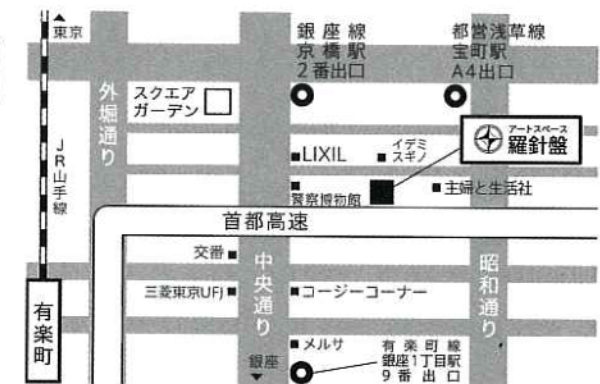 ▲
東京
銀座線
京橋駅
2番出口
都営浅草線
宝町駅
A4出口
外堀通り
スクエア
ガーデン
アートスペース
羅針盤
JR山手線
LIXIL
イデミ
スギノ
警察博物館
主婦と生活社
首都高速
交番
中央通り
昭和通り
三菱東京UFJ
コージーコーナー
有楽町
メルサ
有楽町線
銀座1丁目駅
9番出口
銀座
▼